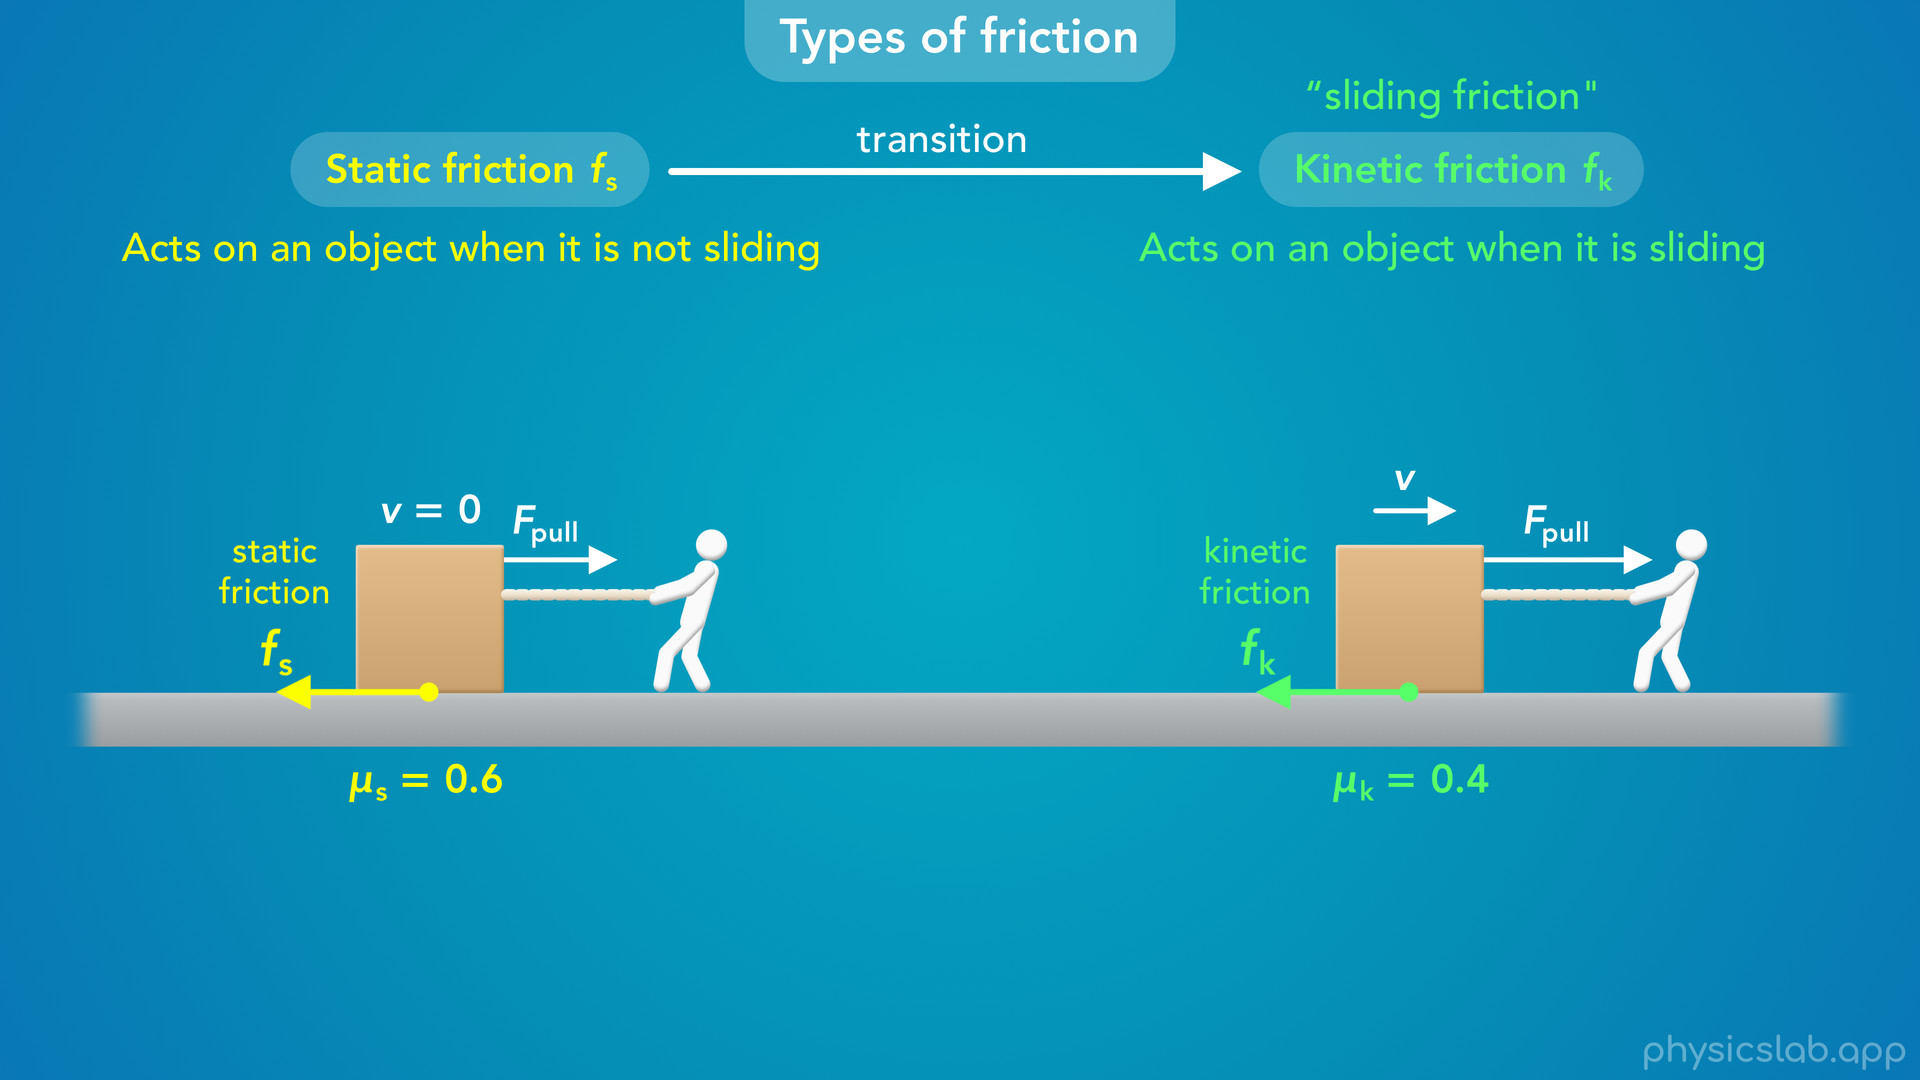 Types of friction
“sliding friction"
Static friction fs
transition
Kinetic friction fk
Acts on an object when it is not sliding
Acts on an object when it is sliding
v = 0
Fpull
static
friction
fs
μs = 0.6
v
Fpull
kinetic
friction
fk
μk = 0.4
physicslab.app